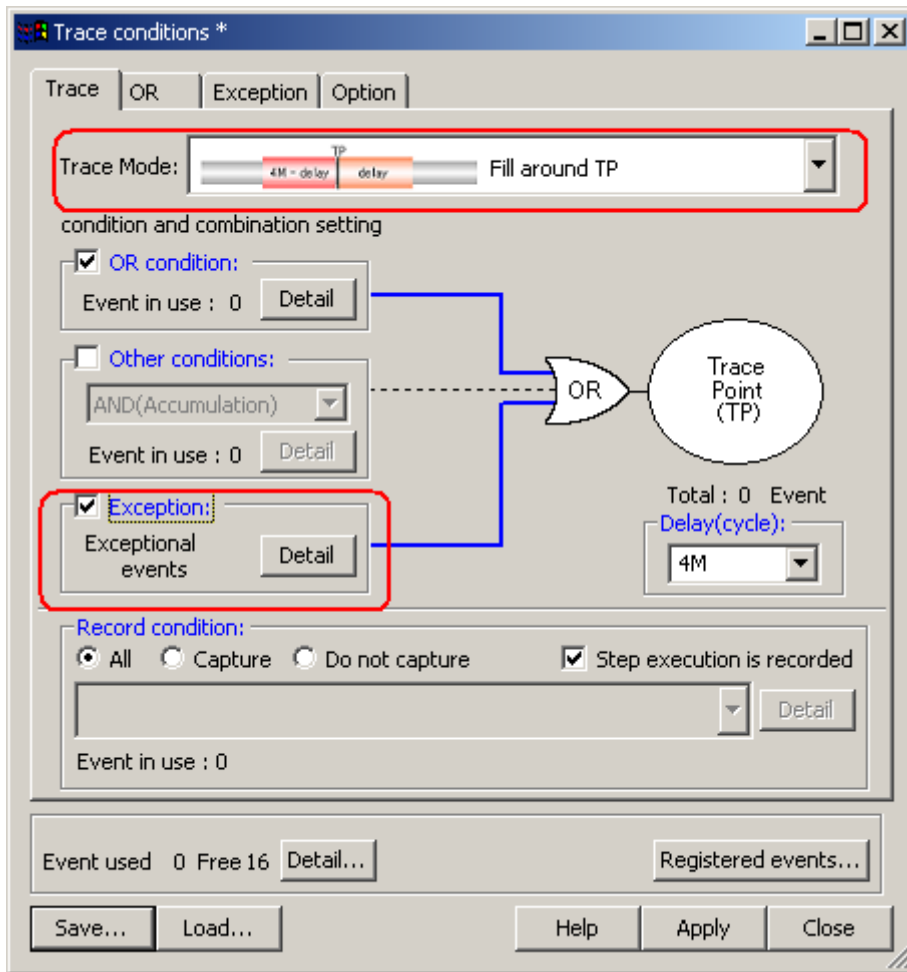 Trace conditions *
Trace OR Exception Option
Trace Mode: 4M - delay TP delay Fill around TP
condition and combination setting
OR condition:
Event in use : 0 Detail
Other conditions:
AND(Accumulation)
Event in use : 0 Detail
OR
Trace
Point
(TP)
Exception:
Exceptional
events
Detail
Total : 0 Event
Delay(cycle):
4M
Record condition:
All Capture Do not capture Step execution is recorded
Detail
Event in use : 0
Event used 0 Free 16 Detail... Registered events...
Save... Load... Help Apply Close